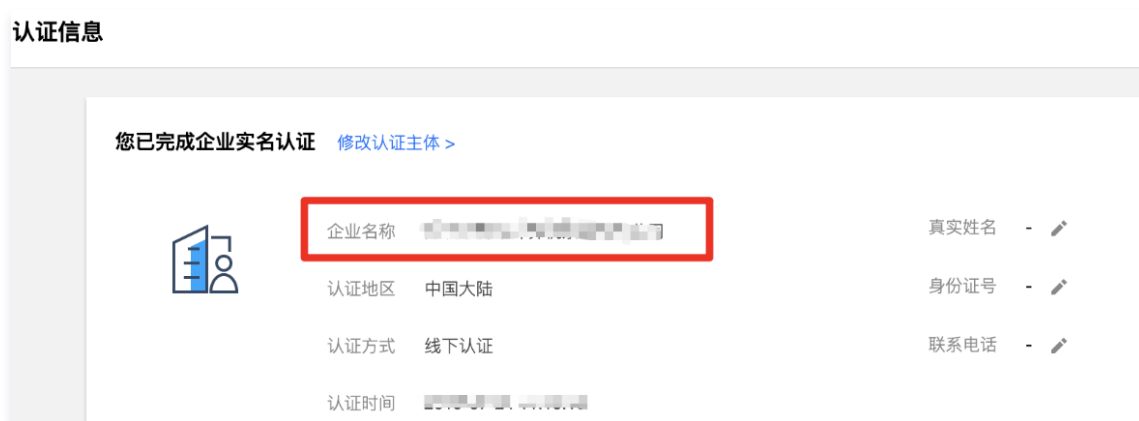 认证信息
您已完成企业实名认证 修改认证主体 >
企业名称
真实姓名 -
认证地区 中国大陆
身份证号 -
认证方式 线下认证
联系电话 -
认证时间